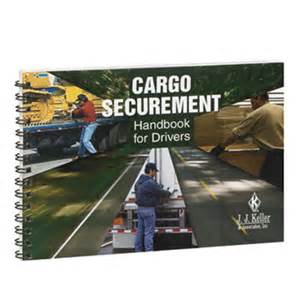 CARGO
SECUREMENT
Handbook
for Drivers
J. J. Keller
& Associates, Inc.